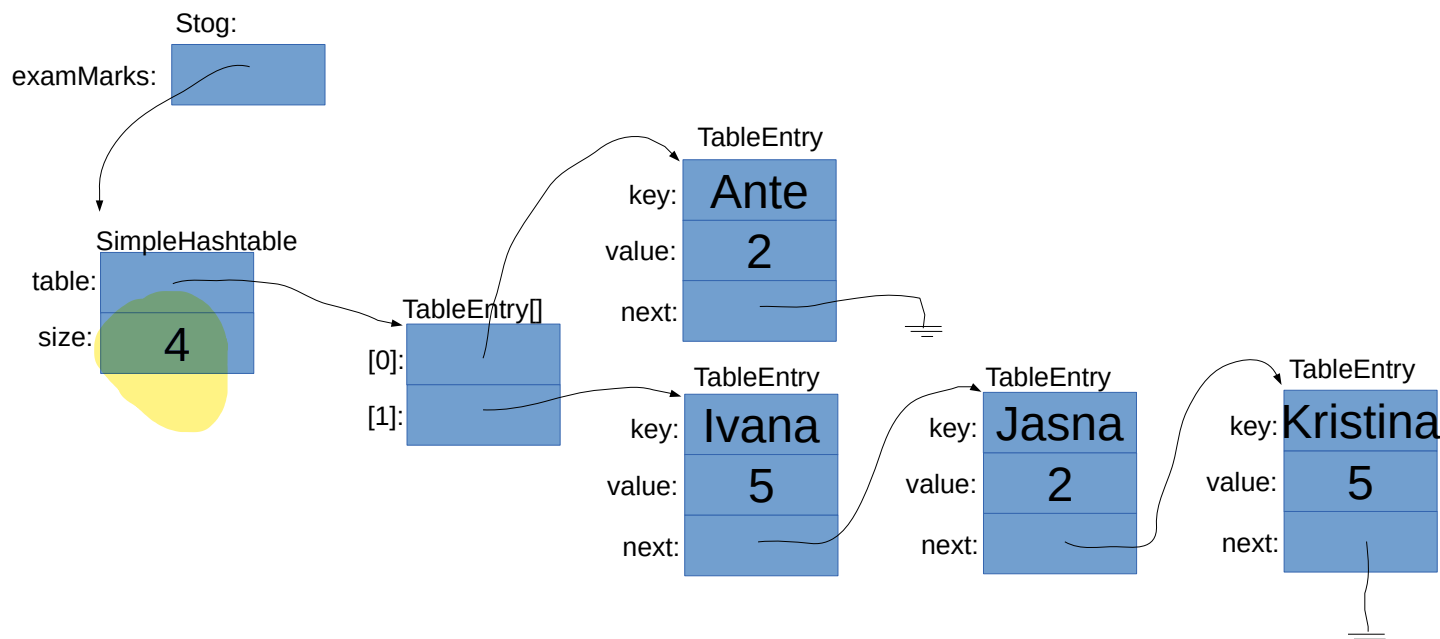 Stog:
examMarks:
SimpleHashtable
table:
size: 4
TableEntry[]
[0]:
[1]:
TableEntry
key: Ante
value: 2
next:
TableEntry
key: Ivana
value: 5
next:
TableEntry
key: Jasna
value: 2
next:
TableEntry
key: Kristina
value: 5
next: